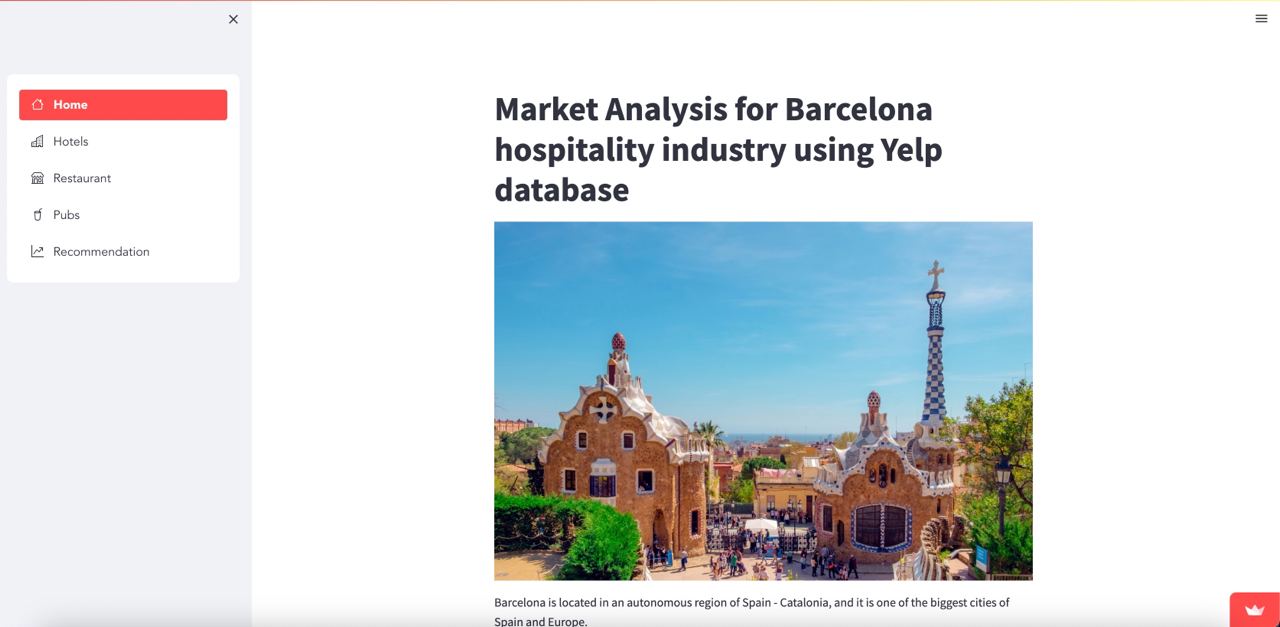 Home
Hotels
Restaurant
Pubs
Recommendation
Market Analysis for Barcelona
hospitality industry using Yelp
database
Barcelona is located in an autonomous region of Spain - Catalonia, and it is one of the biggest cities of
Spain and Europe.